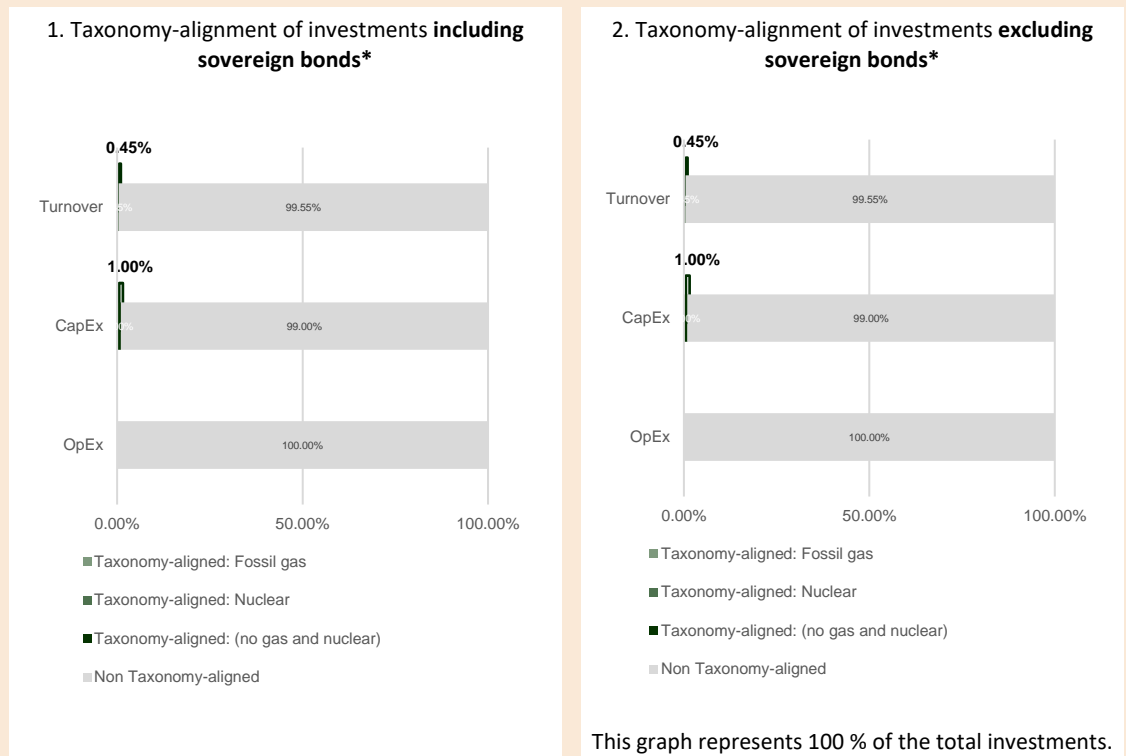 1. Taxonomy-alignment of investments including
sovereign bonds*
0.45%
Turnover
99.55%
1.00%
CapEx
99.00%
OpEx
100.00%
0.00%
50.00%
100.00%
Taxonomy-aligned: Fossil gas
Taxonomy-aligned: Nuclear
Taxonomy-aligned: (no gas and nuclear)
Non Taxonomy-aligned
2. Taxonomy-alignment of investments excluding
sovereign bonds*
0.45%
Turnover
99.55%
1.00%
CapEx
99.00%
OpEx
100.00%
0.00%
50.00%
100.00%
Taxonomy-aligned: Fossil gas
Taxonomy-aligned: Nuclear
Taxonomy-aligned: (no gas and nuclear)
Non Taxonomy-aligned
This graph represents 100 % of the total investments.